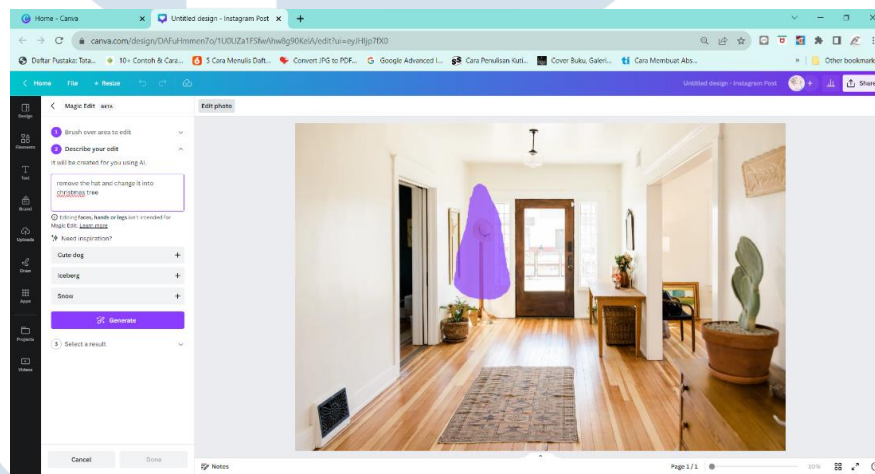 Home - Canva
Untitled design - Instagram Post
canva.com/design/DAFuHmmen7o/1U0UZa1FSfwAhw8g90KelA/edit?ui=eyJHIjp7fX0
Daftar Pustaka: Tata...
10+ Contoh & Cara...
5 Cara Menulis Daft...
Convert JPG to PDF...
Google Advanced I...
Cara Penulisan Kuti...
Cover Buku, Galeri...
Cara Membuat Abs...
Other bookmark
Home
File
Resize
Untitled design - Instagram Post
Share
Design
Elements
Text
Brand
Uploads
Draw
Apps
Projects
Videos
Magic Edit BETA
1 Brush over area to edit
2 Describe your edit
It will be created for you using AI.
remove the hat and change it into
christmas tree
Editing faces, hands or legs isn't intended for
Magic Edit. Learn more
Need inspiration?
Cute dog
Iceberg
Snow
Generate
3 Select a result
Cancel
Done
Edit photo
Notes
Page 1 / 1
10%